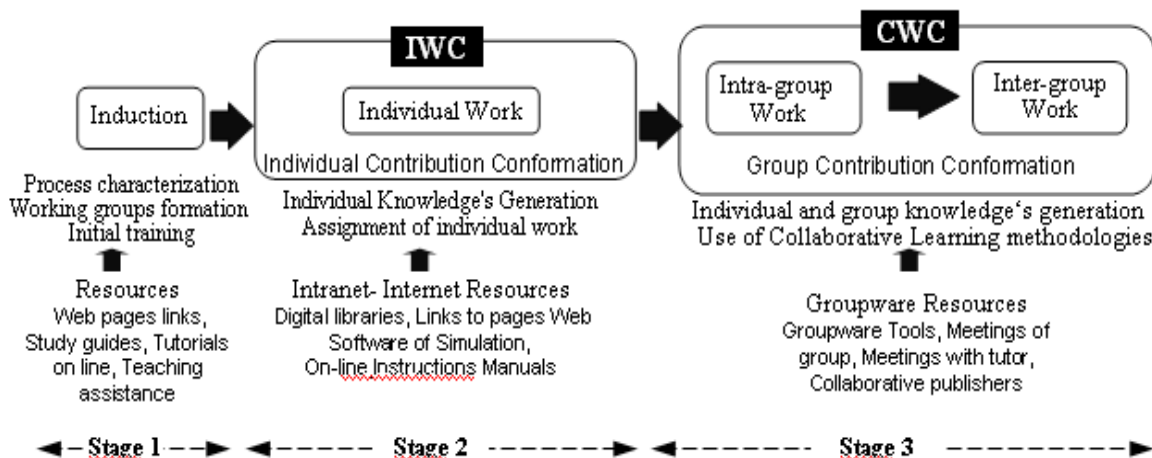 IWC
CWC
Induction
Individual Work
Intra-group
Work
Inter-group
Work
Individual Contribution Conformation
Group Contribution Conformation
Process characterization
Working groups formation
Initial training
Individual Knowledge's Generation
Assignment of individual work
Individual and group knowledge‘s generation
Use of Collaborative Learning methodologies
Resources
Web pages links,
Study guides, Tutorials
on line, Teaching
assistance
Intranet- Internet Resources
Digital libraries, Links to pages Web
Software of Simulation,
On-line Instructions Manuals
Groupware Resources
Groupware Tools, Meetings of
group, Meetings with tutor,
Collaborative publishers
Stage 1
Stage 2
Stage 3